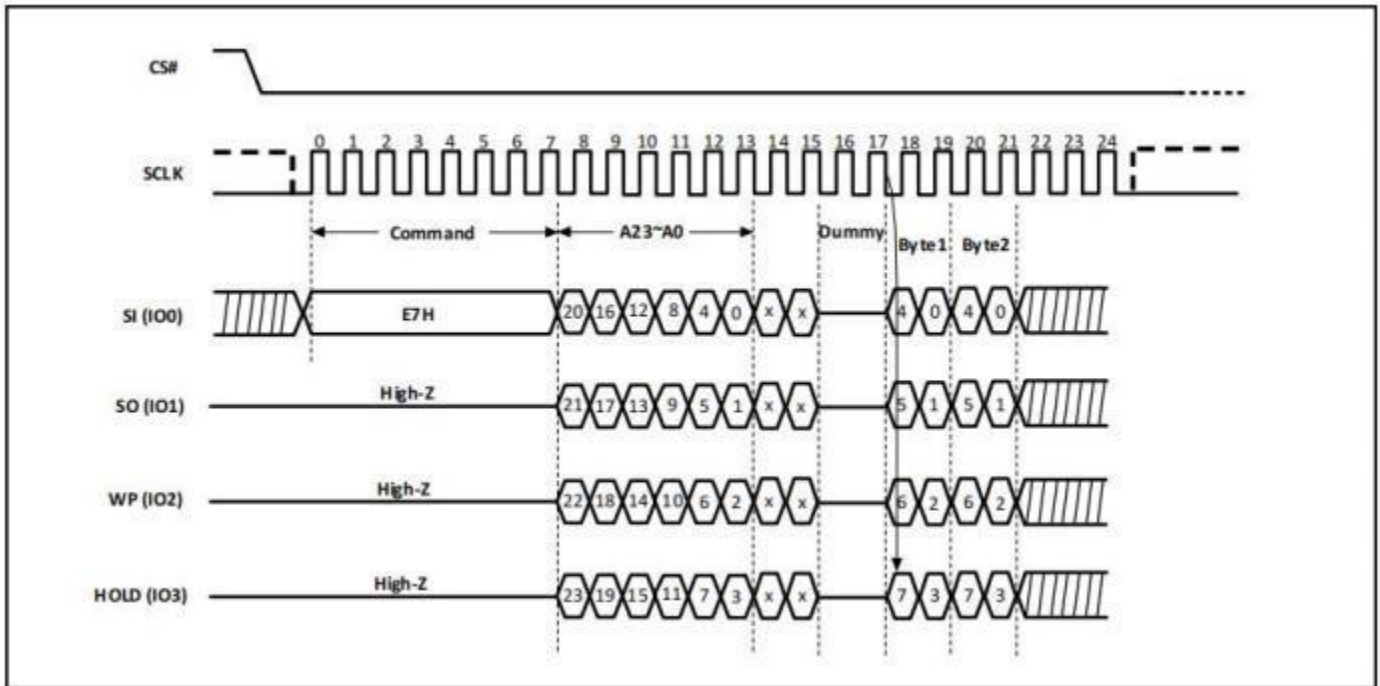 CS#
0 1 2 3 4 5 6 7 8 9 10 11 12 13 14 15 16 17 18 19 20 21 22 23 24
SCLK
Command A23~A0 Dummy Byte1 Byte2
SI (IO0) E7H 20 16 12 8 4 0 x x 4 0 4 0
SO (IO1) High-Z 21 17 13 9 5 1 x x 5 1 5 1
WP (IO2) High-Z 22 18 14 10 6 2 x x 6 2 6 2
HOLD (IO3) High-Z 23 19 15 11 7 3 x x 7 3 7 3